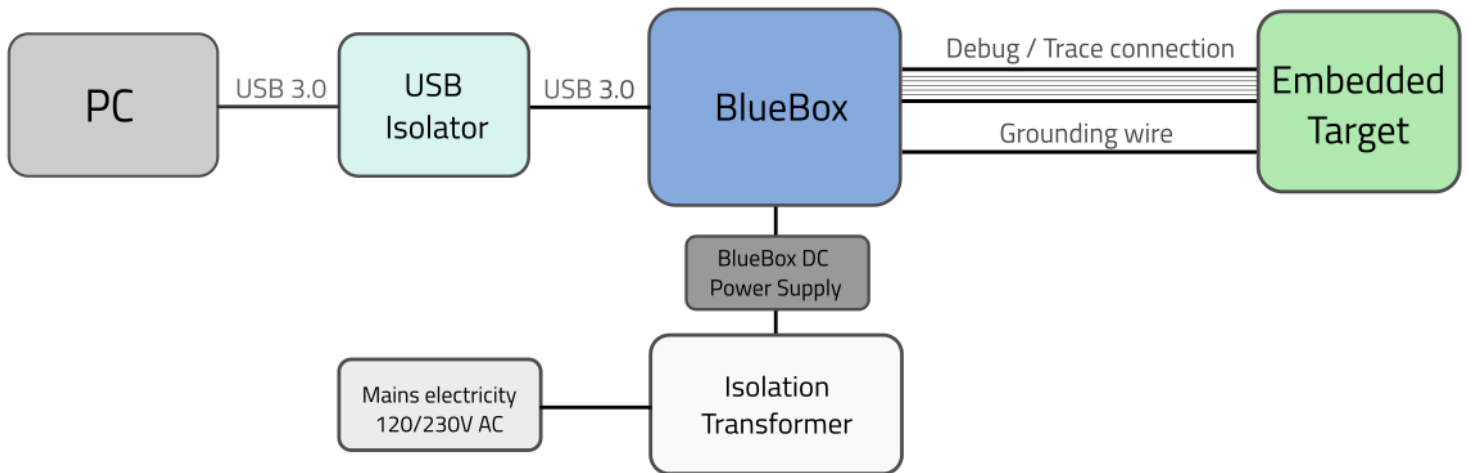 PC
USB 3.0
USB
Isolator
USB 3.0
BlueBox
Debug / Trace connection
Grounding wire
Embedded
Target
BlueBox DC
Power Supply
Mains electricity
120/230V AC
Isolation
Transformer